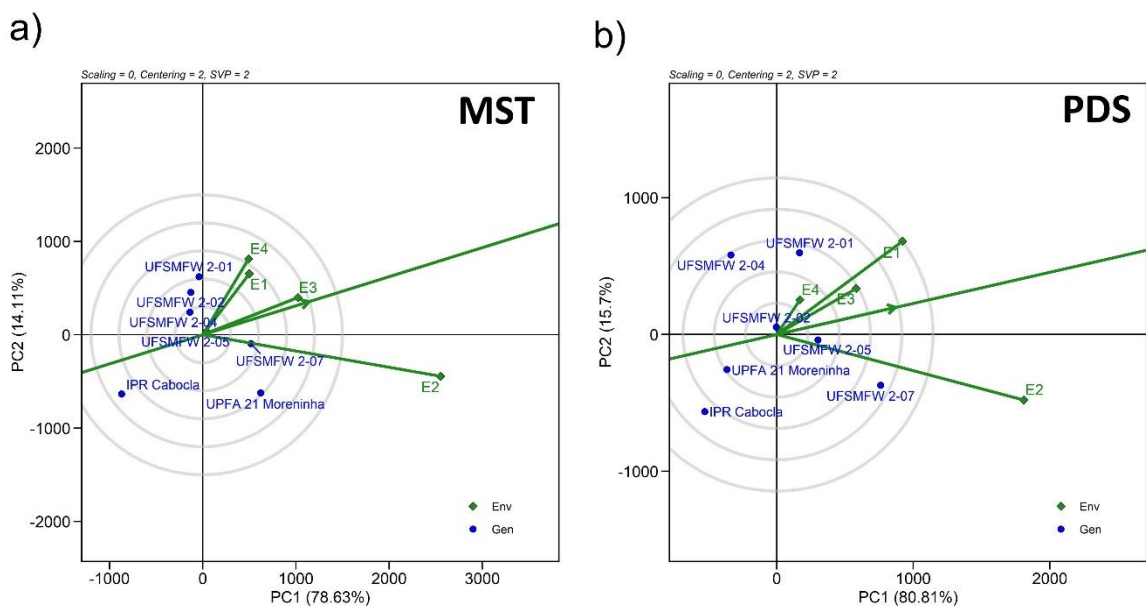 a)
Scaling = 0, Centering = 2, SVP = 2
MST
PC2 (14.11%)
2000
1000
0
-1000
-2000
E4
UFSMFW 2-01
E1
E3
UFSMFW 2-02
UFSMFW 2-04
UFSMFW 2-05
UFSMFW 2-07
E2
IPR Cabocla
UPFA 21 Moreninha
Env
Gen
-1000
0
1000
2000
3000
PC1 (78.63%)
b)
Scaling = 0, Centering = 2, SVP = 2
PDS
PC2 (15.7%)
1000
0
-1000
UFSMFW 2-01
E1
UFSMFW 2-04
E4
E3
UFSMFW 2-02
UFSMFW 2-05
UPFA 21 Moreninha
UFSMFW 2-07
E2
IPR Cabocla
Env
Gen
0
1000
2000
PC1 (80.81%)